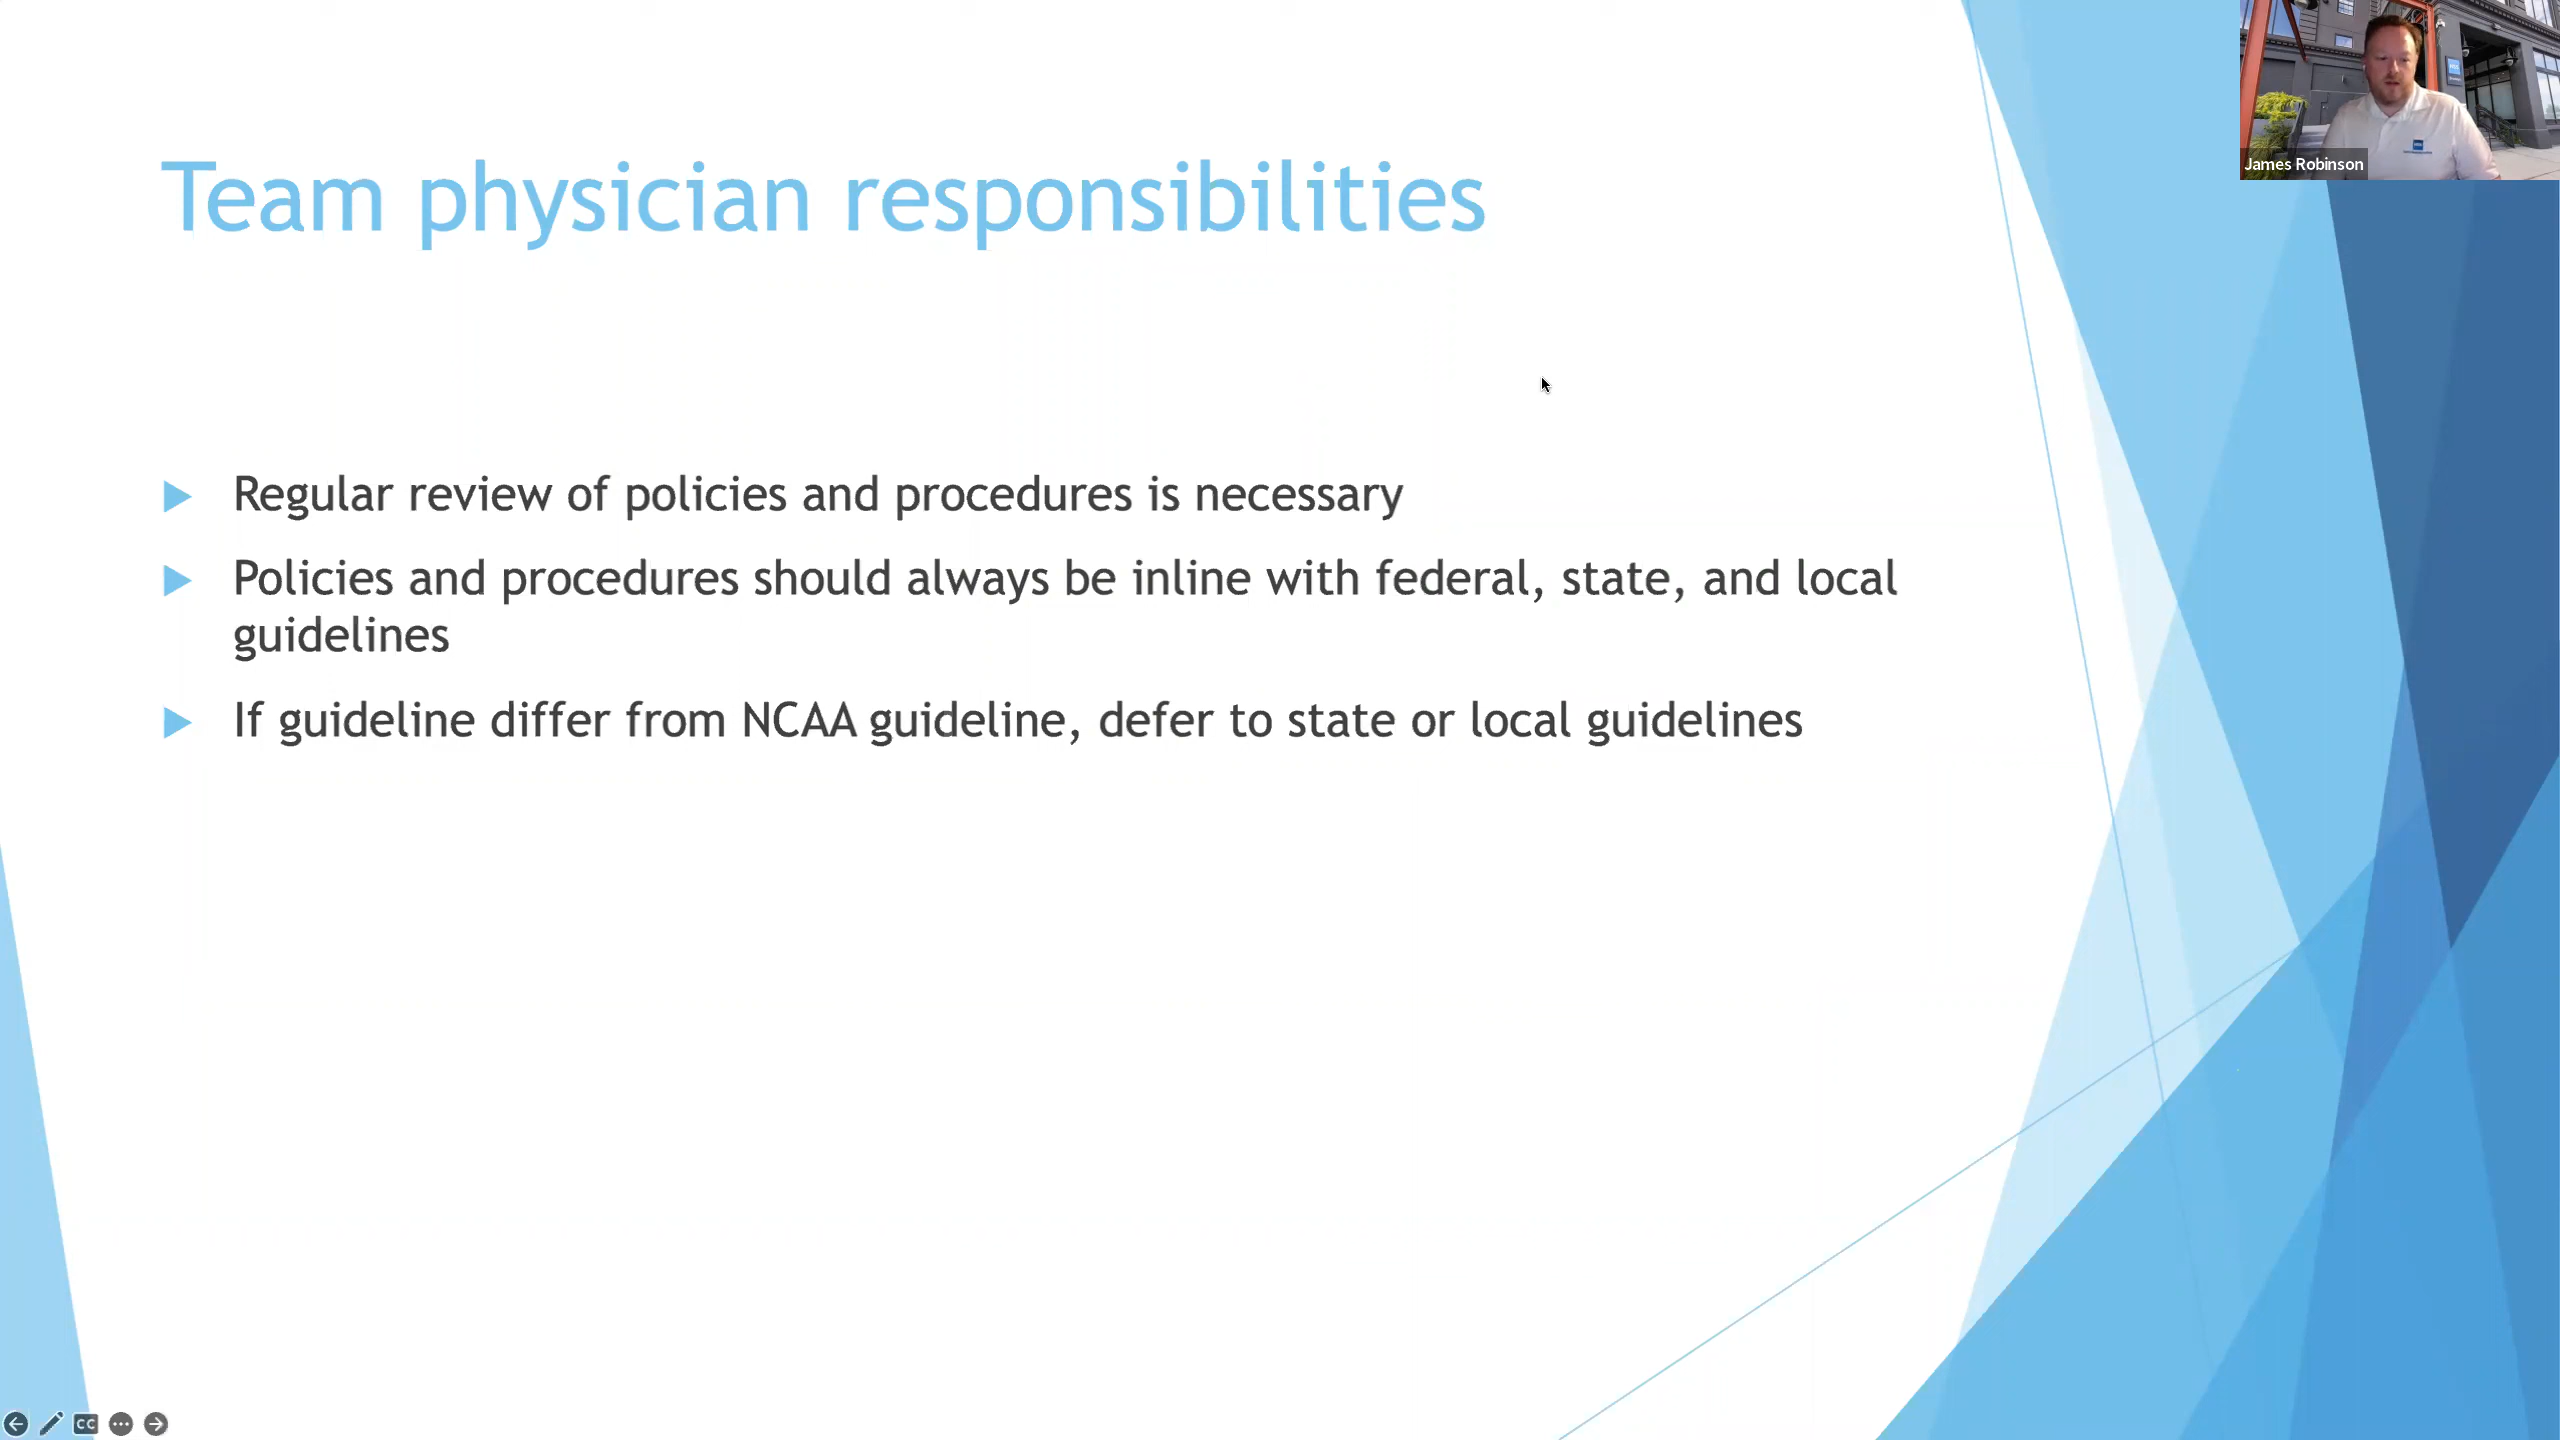 Team physician responsibilities
Regular review of policies and procedures is necessary
Policies and procedures should always be inline with federal, state, and local
guidelines
If guideline differ from NCAA guideline, defer to state or local guidelines
James Robinson
CC